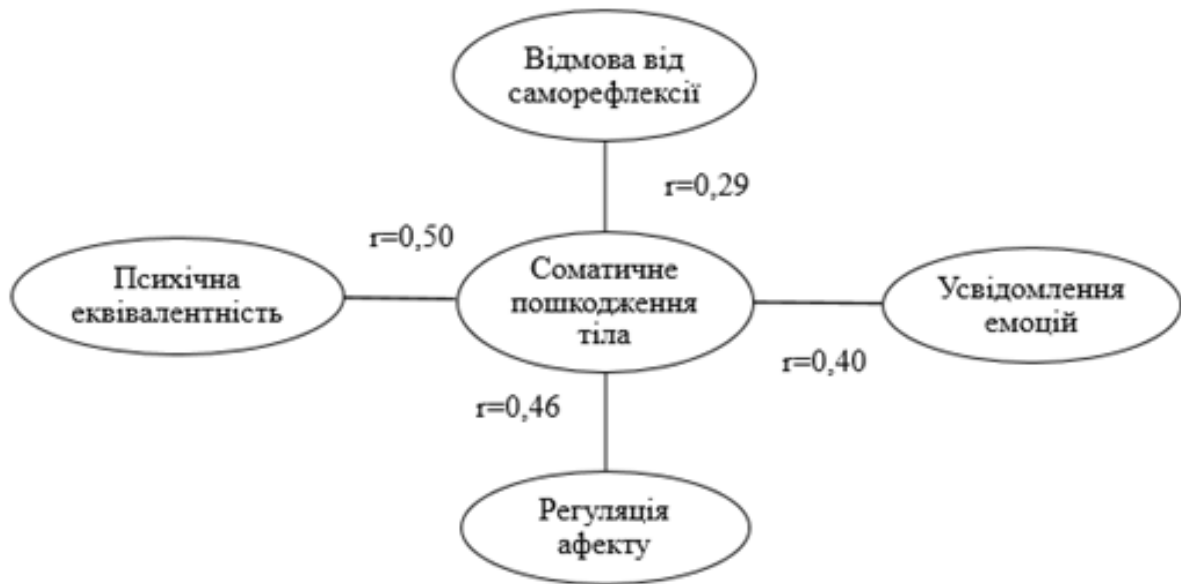 Відмова від
саморефлексії
r=0,29
r=0,50
Психічна
еквівалентність
Соматичне
пошкодження
тіла
Усвідомлення
емоцій
r=0,40
r=0,46
Регуляція
афекту